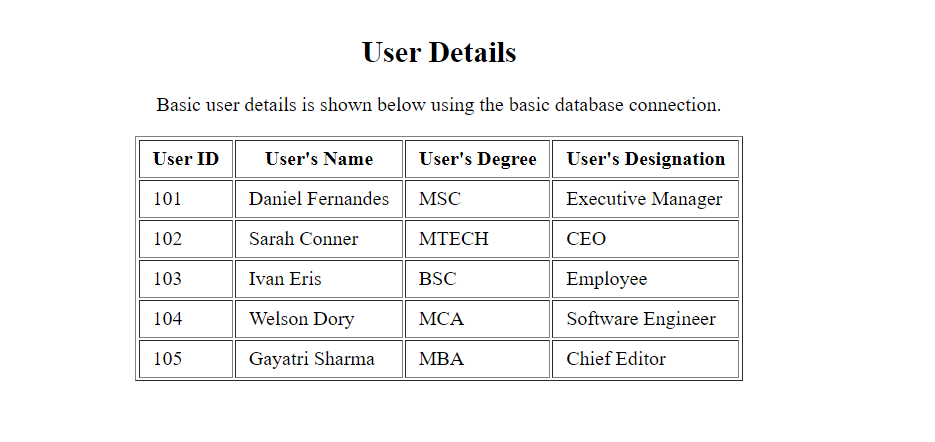 User Details
Basic user details is shown below using the basic database connection.
User ID User's Name User's Degree User's Designation
101 Daniel Fernandes MSC Executive Manager
102 Sarah Conner MTECH CEO
103 Ivan Eris BSC Employee
104 Welson Dory MCA Software Engineer
105 Gayatri Sharma MBA Chief Editor